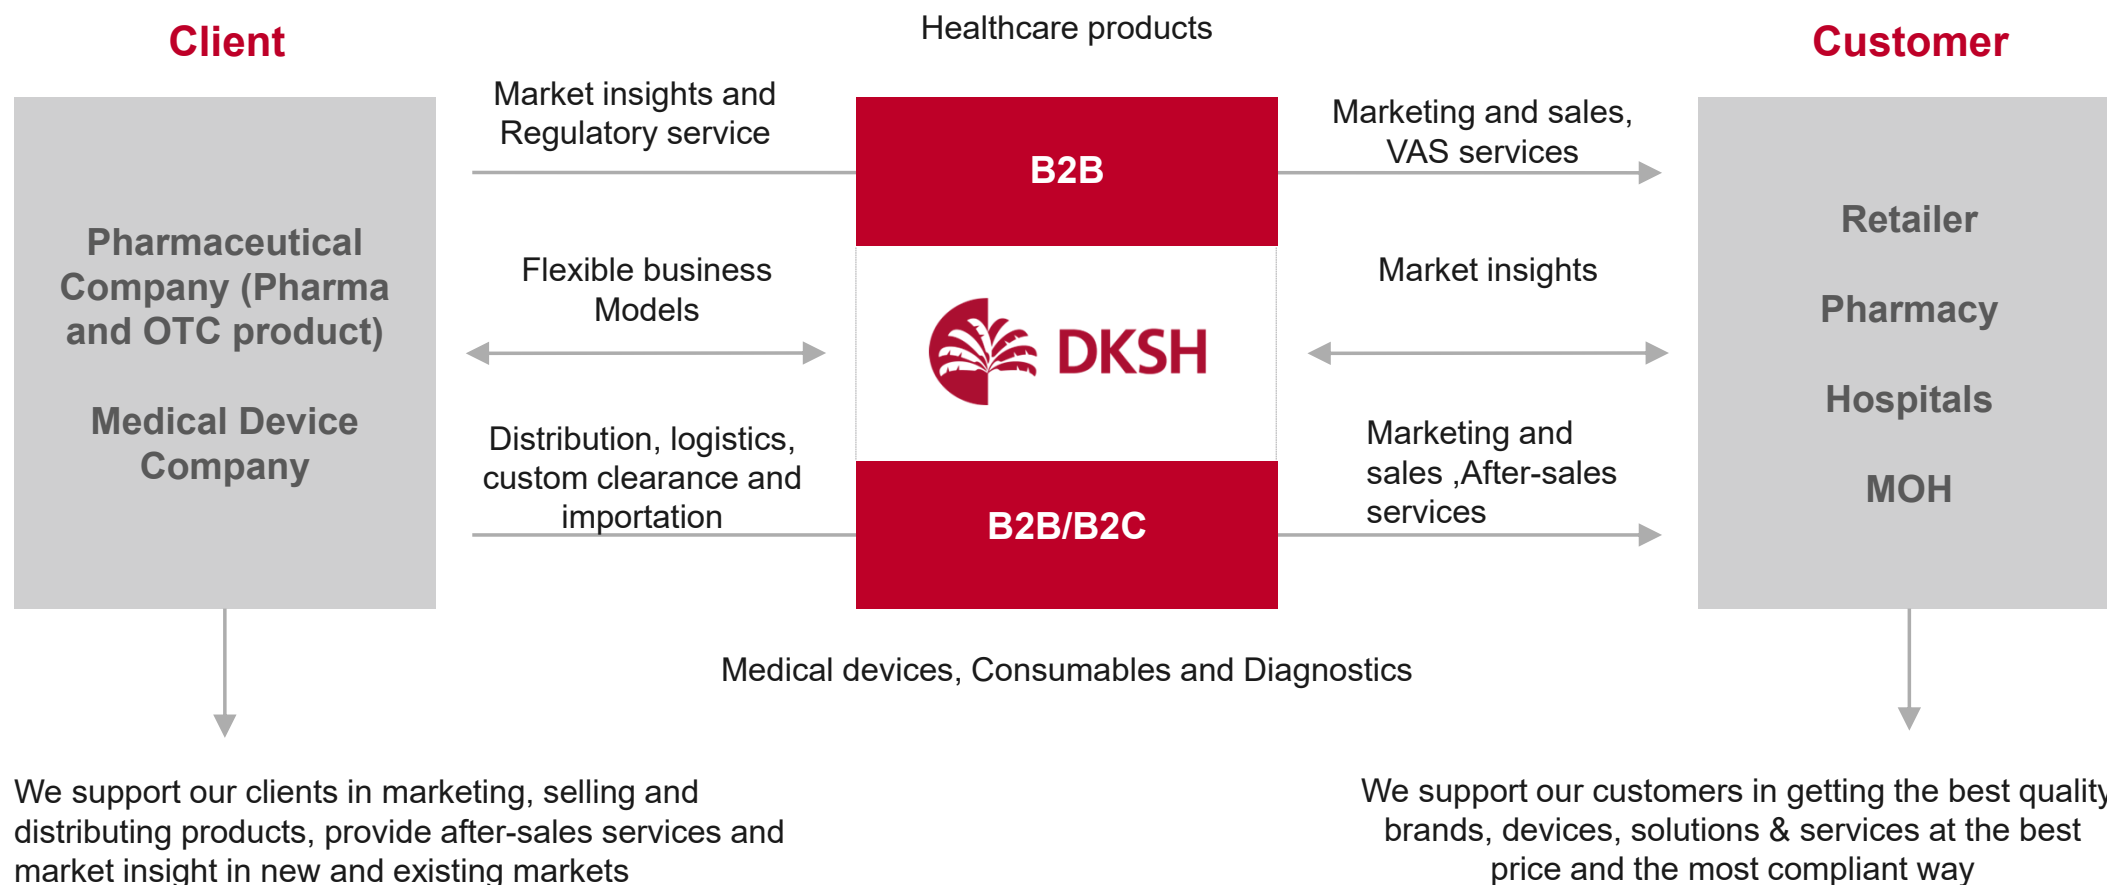 Client
Healthcare products
Customer
Market insights and
Regulatory service
B2B
Marketing and sales,
VAS services
Pharmaceutical
Company (Pharma
and OTC product)
Medical Device
Company
Flexible business
Models
DKSH
Market insights
Retailer
Pharmacy
Hospitals
MOH
Distribution, logistics,
custom clearance and
importation
B2B/B2C
Marketing and
sales ,After-sales
services
Medical devices, Consumables and Diagnostics
We support our clients in marketing, selling and
distributing products, provide after-sales services and
market insight in new and existing markets
We support our customers in getting the best quality
brands, devices, solutions & services at the best
price and the most compliant way